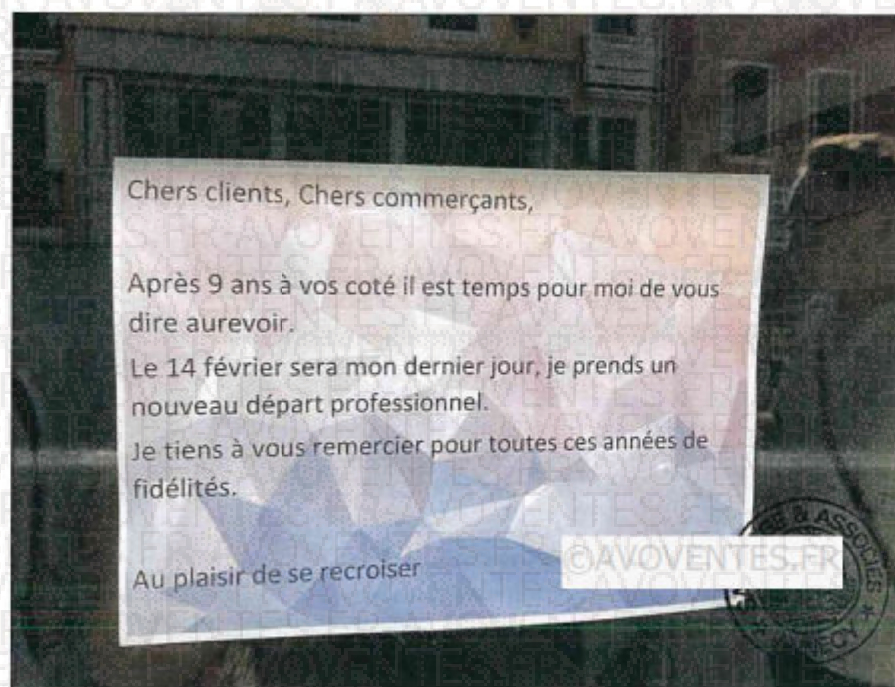 Chers clients, Chers commerçants,
Après 9 ans à vos coté il est temps pour moi de vous
dire aurevoir.
Le 14 février sera mon dernier jour, je prends un
nouveau départ professionnel.
Je tiens à vous remercier pour toutes ces années de
fidélités.
Au plaisir de se recroiser
©AVOVENTES.FR
& ASSOCIÉS
ANNECY